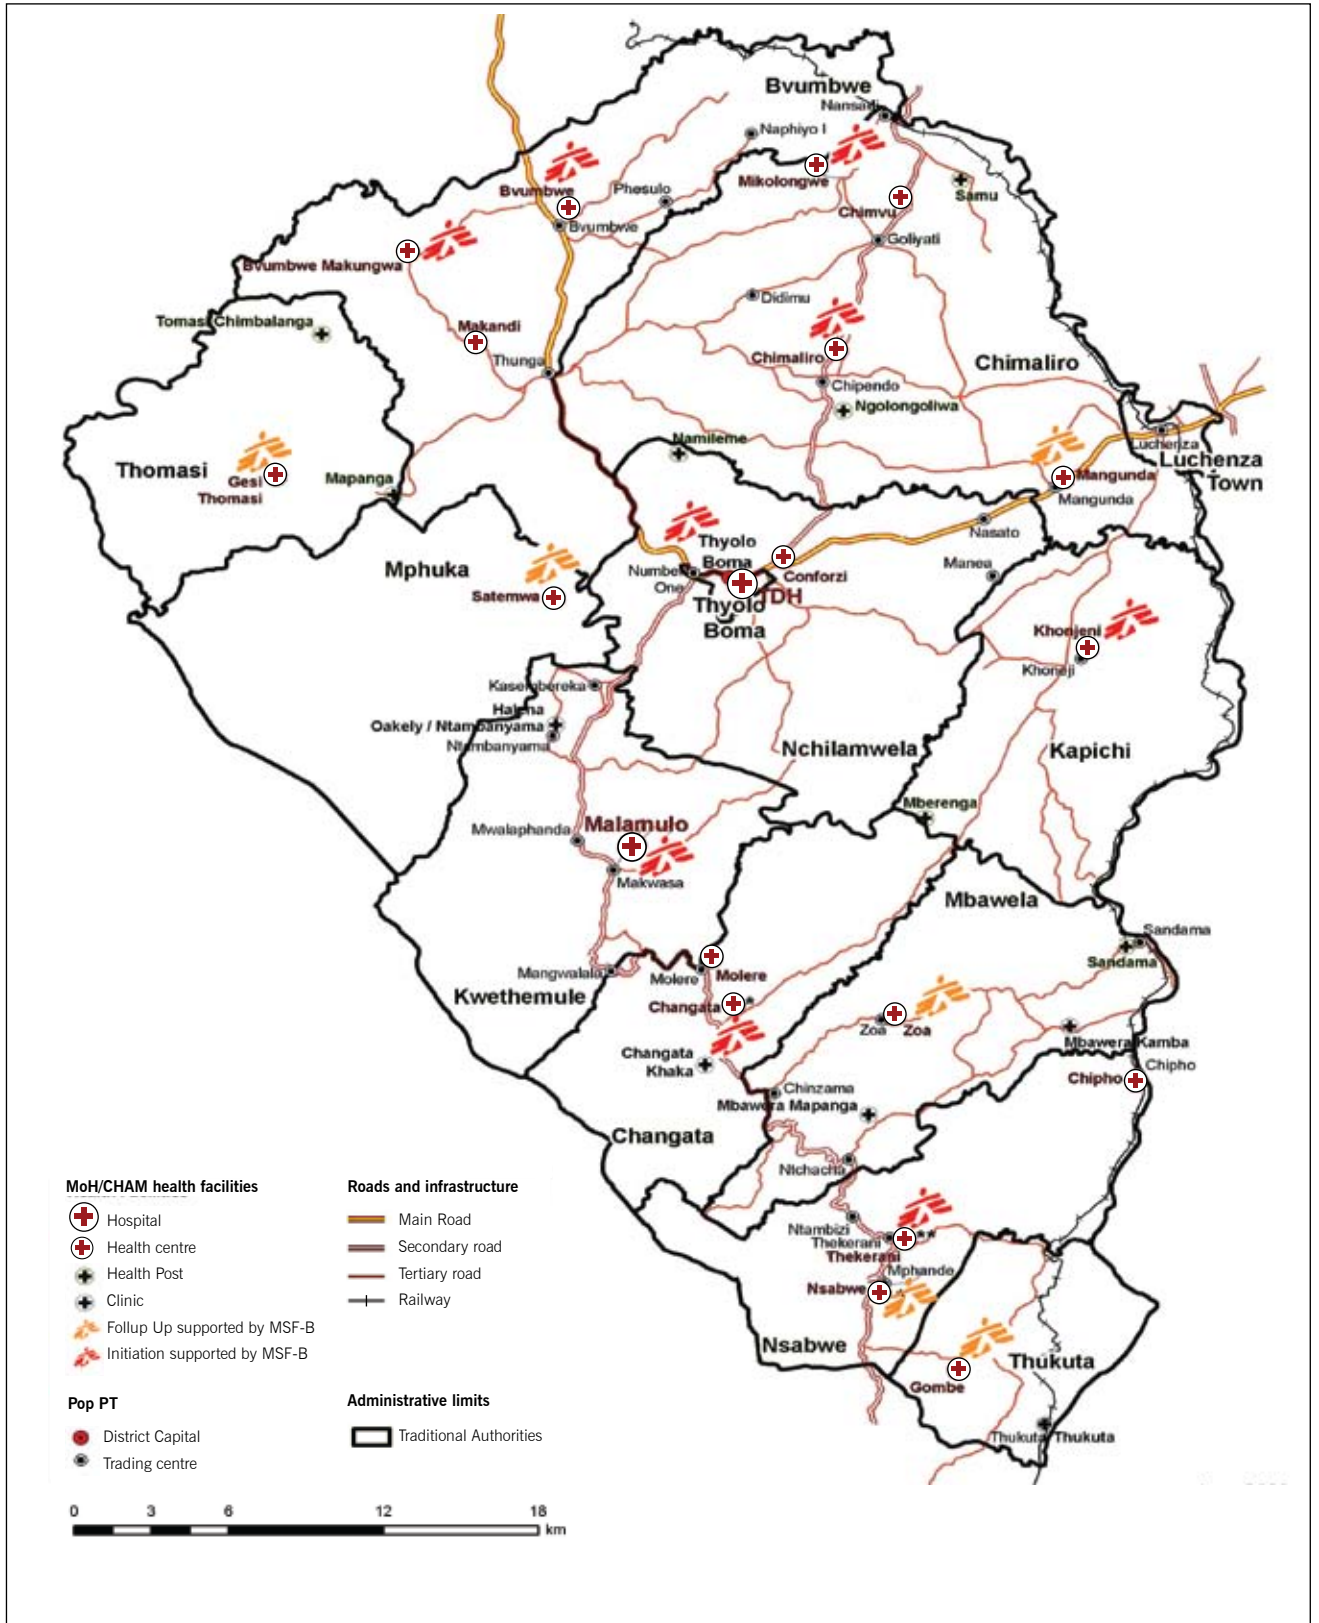 Bvumbwe
Nansadi
Naphiyo I
Mikolongwe
Samu
Bvumbwe
Phesulo
Chimvu
Bvumbwe
Goliyati
Bvumbwe Makungwa
Didimu
Tomasi Chimbalanga
Makandi
Thunga
Chimaliro
Chimaliro
Chipendo
Ngolongoliwa
Namileme
Luchenza
Luchenza
Town
Thomasi
Gesi
Thomasi
Mapanga
Mangunda
Mangunda
Nasato
Thyolo
Boma
Mphuka
Number
One
Conforzi
Manea
Satemwa
TDH
Thyolo
Boma
Khonjeni
Khoneji
Kasembereka
Halena
Oakely / Ntambanyama
Ntambanyama
Nchilamwela
Kapichi
Mberenga
Mwalaphanda
Malamulo
Makwasa
Mbawela
Sandama
Sandama
Mangwalala
Molere
Molere
Kwethemule
Changata
Zoa
Zoa
Mbawera Kamba
Changata
Khaka
Chipho
Chipho
Chinzama
Mbawera Mapanga
Changata
Ntchacha
Ntambizi
Thekerani
Thekerani
**
Mphande
Nsabwe
Nsabwe
Thukuta
Gombe
Thukuta
Thukuta
MoH/CHAM health facilities
Hospital
Health centre
Health Post
Clinic
Follup Up supported by MSF-B
Initiation supported by MSF-B
Roads and infrastructure
Main Road
Secondary road
Tertiary road
Railway
Pop PT
District Capital
Trading centre
Administrative limits
Traditional Authorities
0 3 6 12 18
km